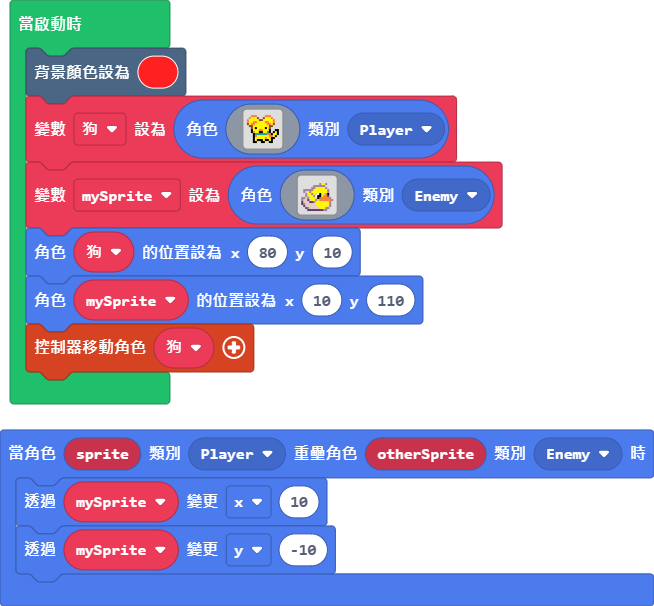 當啟動時
背景顏色設為
變數 狗 設為 角色 類別 Player
變數 mySprite 設為 角色 類別 Enemy
角色 狗 的位置設為 x 80 y 10
角色 mySprite 的位置設為 x 10 y 110
控制器移動角色 狗
當角色 sprite 類別 Player 重疊角色 otherSprite 類別 Enemy 時
透過 mySprite 變更 x 10
透過 mySprite 變更 y -10